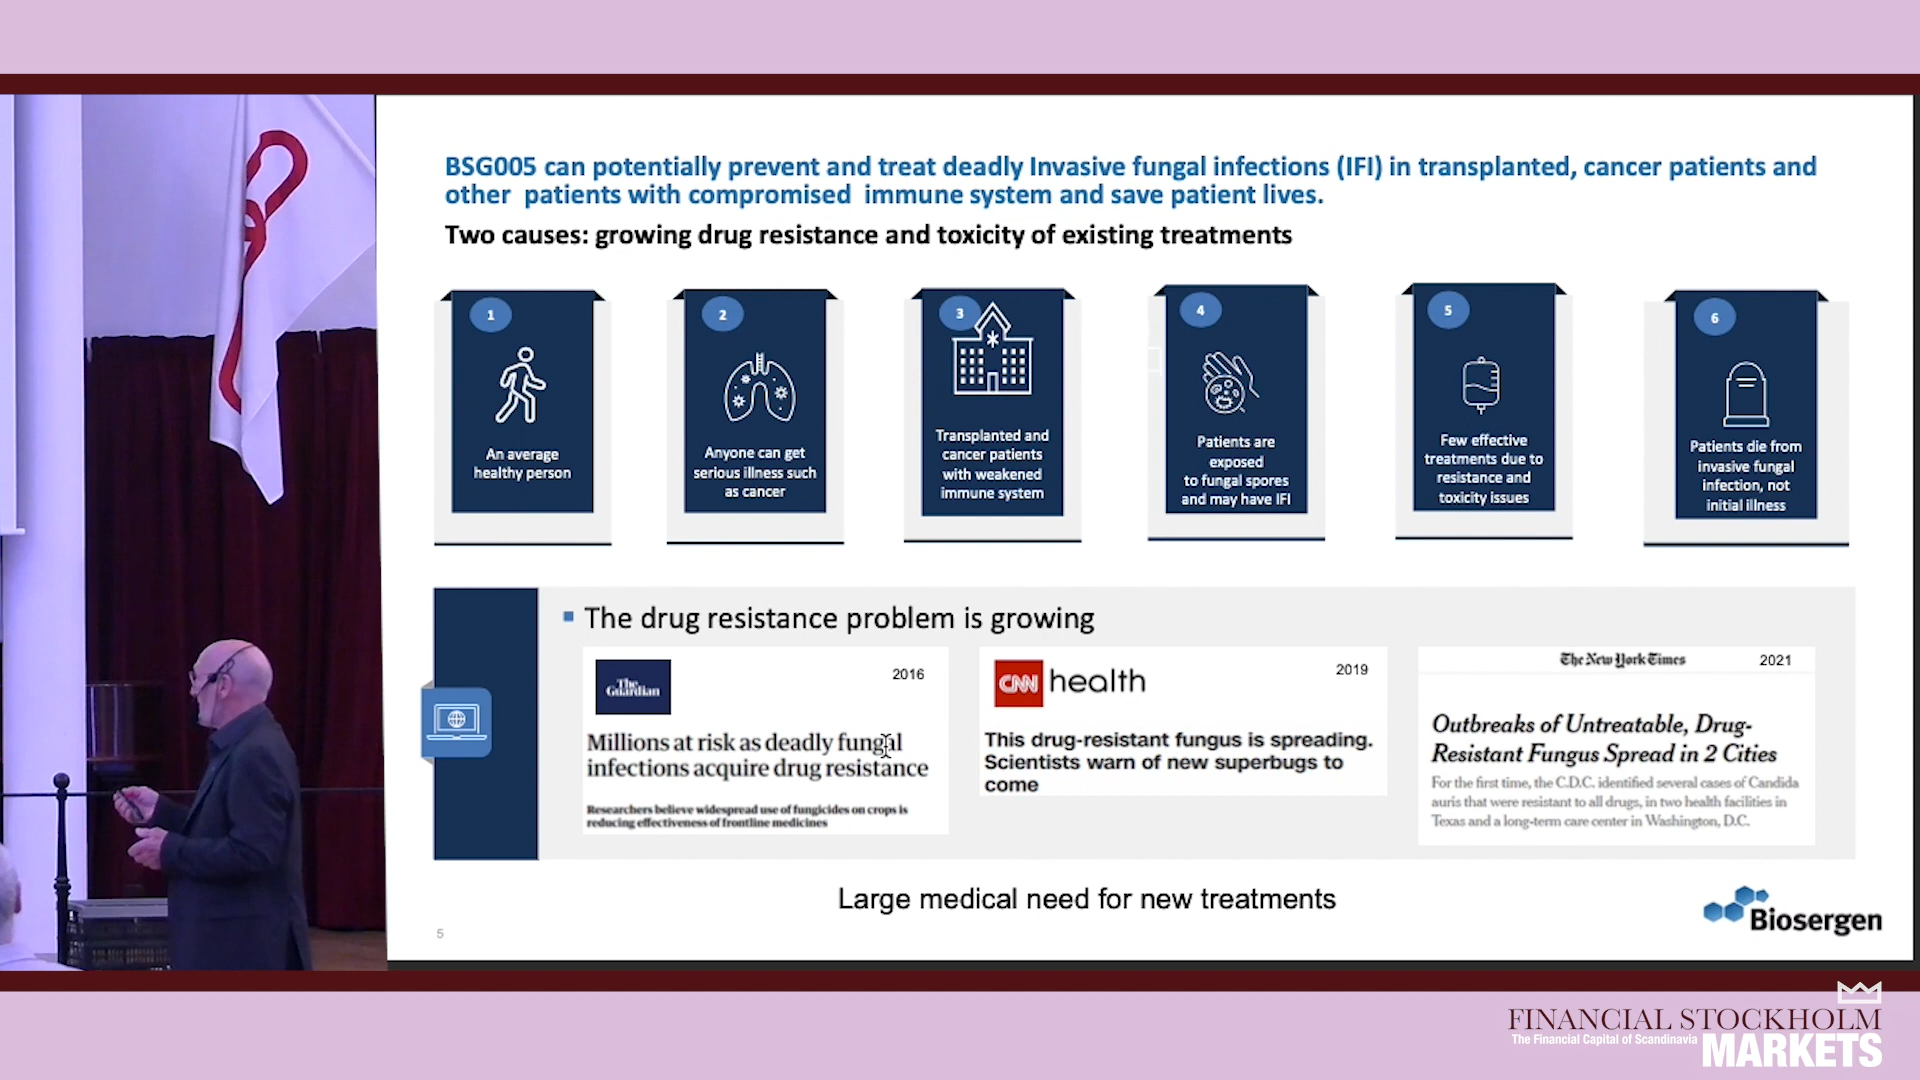 BSG005 can potentially prevent and treat deadly Invasive fungal infections (IFI) in transplanted, cancer patients and
other patients with compromised immune system and save patient lives.
Two causes: growing drug resistance and toxicity of existing treatments
1
An average
healthy person
2
Anyone can get
serious illness such
as cancer
3
Transplanted and
cancer patients
with weakened
immune system
4
Patients are
exposed
to fungal spores
and may have IFI
5
Few effective
treatments due to
resistance and
toxicity issues
6
Patients die from
invasive fungal
infection, not
initial illness
The drug resistance problem is growing
The
Guardian
2016
Millions at risk as deadly fungal
infections acquire drug resistance
Researchers believe widespread use of fungicides on crops is
reducing effectiveness of frontline medicines
CNN health
2019
This drug-resistant fungus is spreading.
Scientists warn of new superbugs to
come
The New York Times
2021
Outbreaks of Untreatable, Drug-
Resistant Fungus Spread in 2 Cities
For the first time, the C.D.C. identified several cases of Candida
auris that were resistant to all drugs, in two health facilities in
Texas and a long-term care center in Washington, D.C.
Large medical need for new treatments
5
Biosergen
FINANCIAL STOCKHOLM
The Financial Capital of Scandinavia
MARKETS